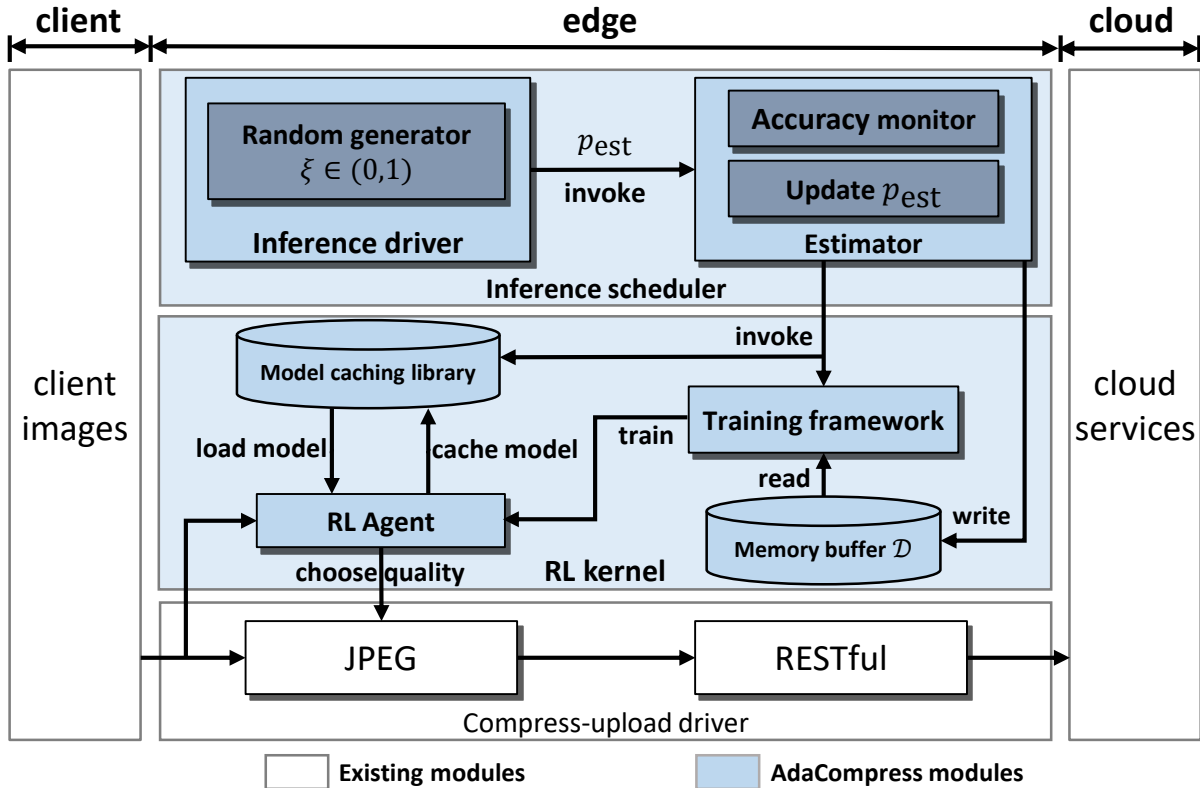 client
edge
cloud
client
images
Random generator
ξ ∈ (0,1)
Inference driver
p_est
invoke
Accuracy monitor
Update p_est
Estimator
Inference scheduler
invoke
Model caching library
load model
cache model
train
Training framework
read
write
RL Agent
Memory buffer 𝒟
choose quality
RL kernel
JPEG
RESTful
Compress-upload driver
cloud
services
Existing modules
AdaCompress modules